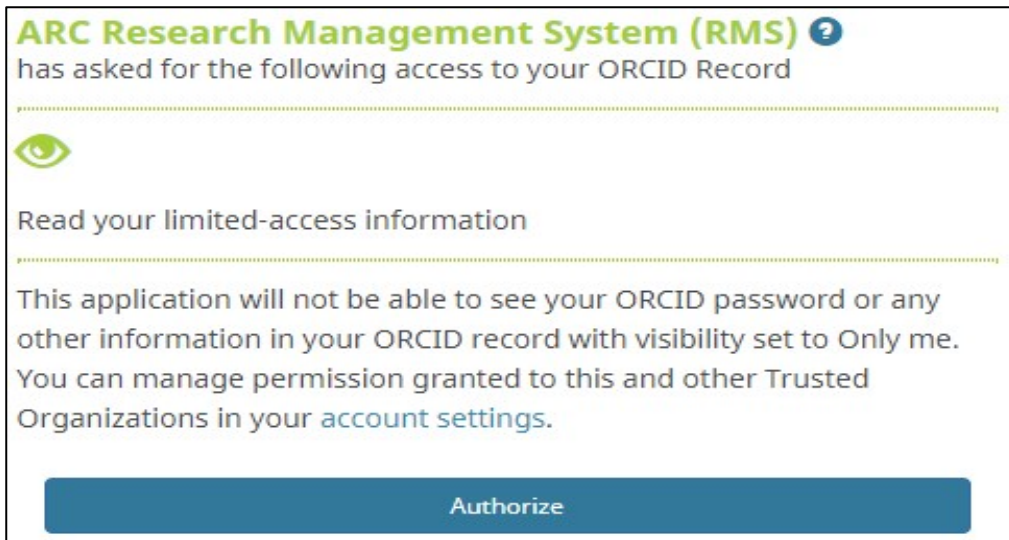 ARC Research Management System (RMS) ?
has asked for the following access to your ORCID Record
Read your limited-access information
This application will not be able to see your ORCID password or any
other information in your ORCID record with visibility set to Only me.
You can manage permission granted to this and other Trusted
Organizations in your account settings.
Authorize